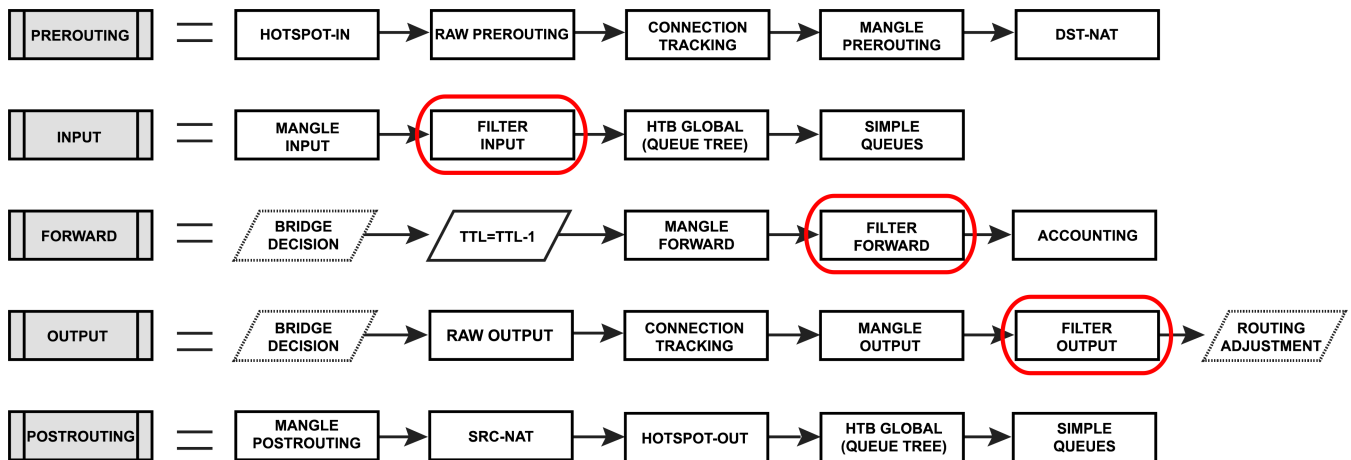 PREROUTING
HOTSPOT-IN
RAW PREROUTING
CONNECTION
TRACKING
MANGLE
PREROUTING
DST-NAT
INPUT
MANGLE
INPUT
FILTER
INPUT
HTB GLOBAL
(QUEUE TREE)
SIMPLE
QUEUES
FORWARD
BRIDGE
DECISION
TTL=TTL-1
MANGLE
FORWARD
FILTER
FORWARD
ACCOUNTING
OUTPUT
BRIDGE
DECISION
RAW OUTPUT
CONNECTION
TRACKING
MANGLE
OUTPUT
FILTER
OUTPUT
ROUTING
ADJUSTMENT
POSTROUTING
MANGLE
POSTROUTING
SRC-NAT
HOTSPOT-OUT
HTB GLOBAL
(QUEUE TREE)
SIMPLE
QUEUES